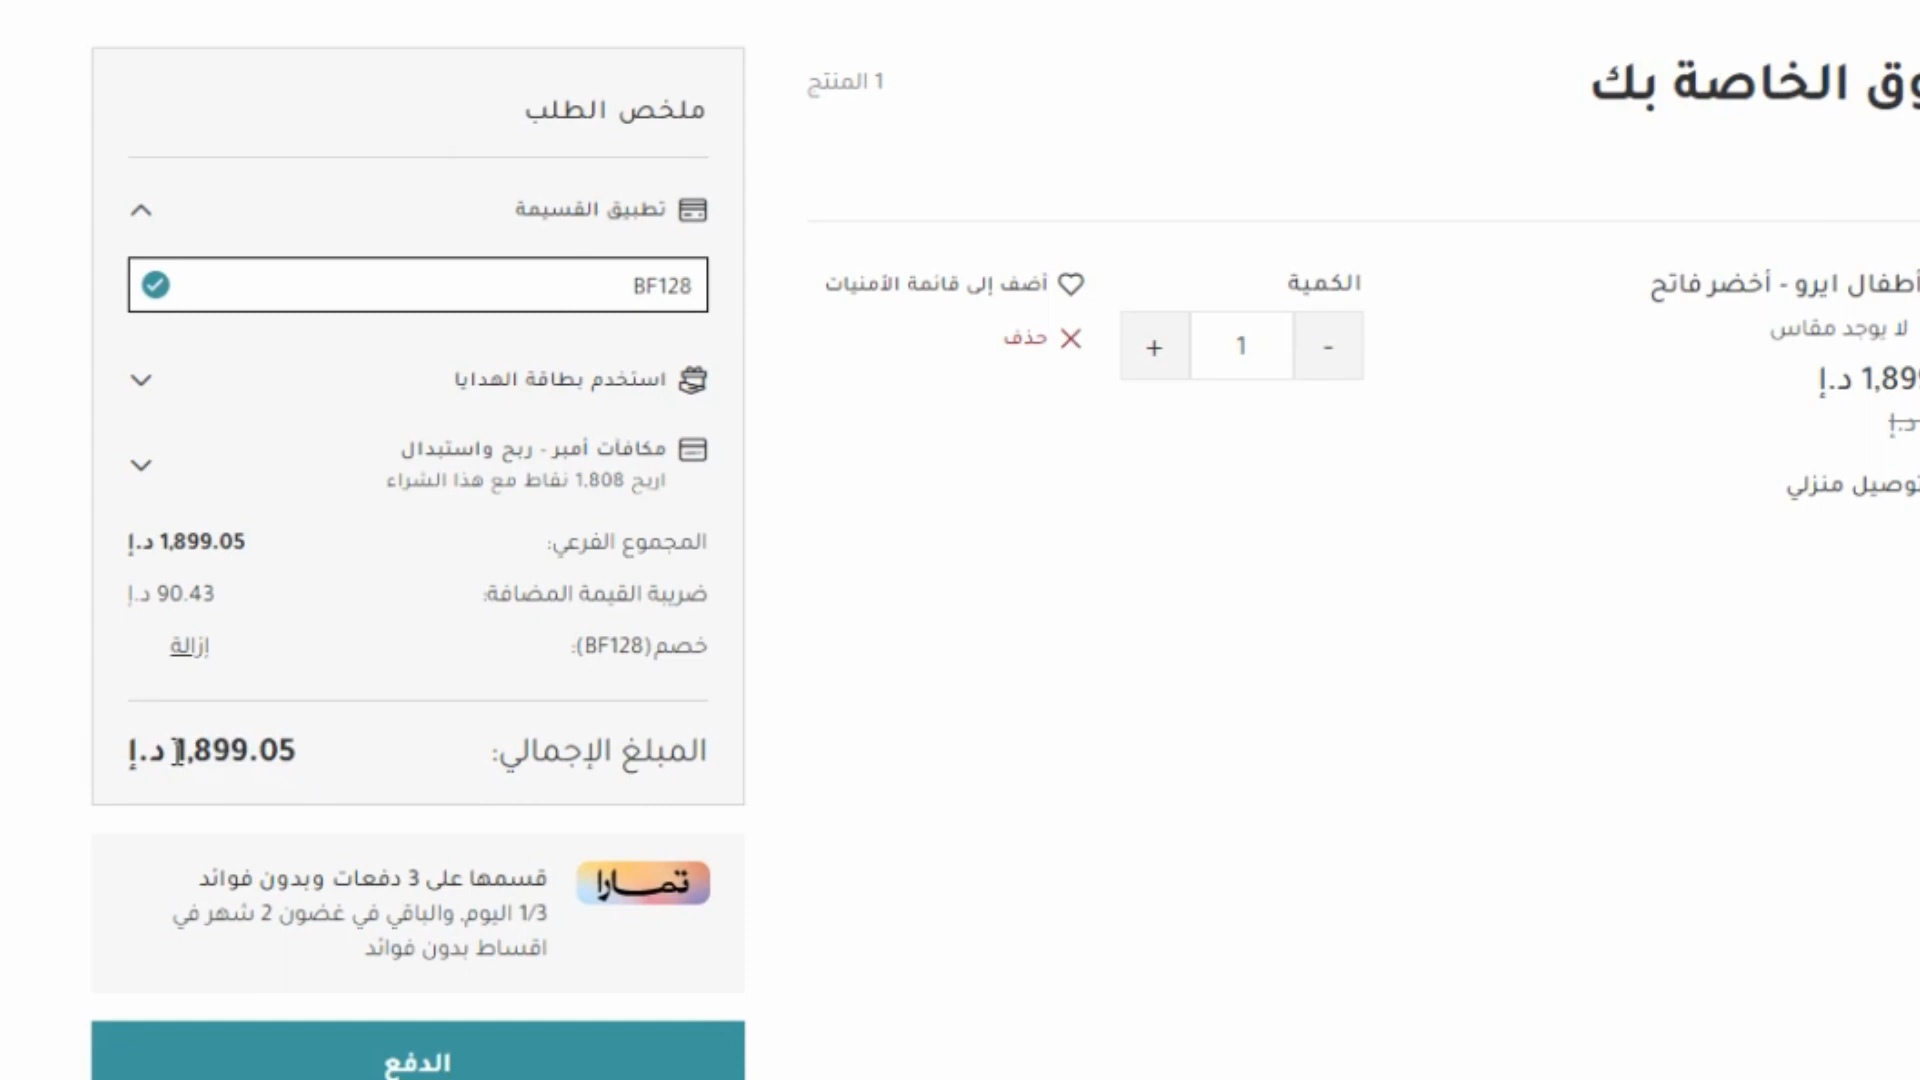 وق الخاصة بك
1 المنتج
أطفال ايرو - أخضر فاتح
لا يوجد مقاس
1,899 د.إ
د.إ
توصيل منزلي
الكمية
- 1 +
أضف إلى قائمة الأمنيات
حذف
ملخص الطلب
تطبيق القسيمة
BF128
استخدم بطاقة الهدايا
مكافآت أمبر - ربح واستبدال
اربح 1,808 نقاط مع هذا الشراء
المجموع الفرعي: 1,899.05 د.إ
ضريبة القيمة المضافة: 90.43 د.إ
خصم(BF128): إزالة
المبلغ الإجمالي: 1,899.05 د.إ
تمارا
قسمها على 3 دفعات وبدون فوائد
1/3 اليوم, والباقي في غضون 2 شهر في
اقساط بدون فوائد
الدفع